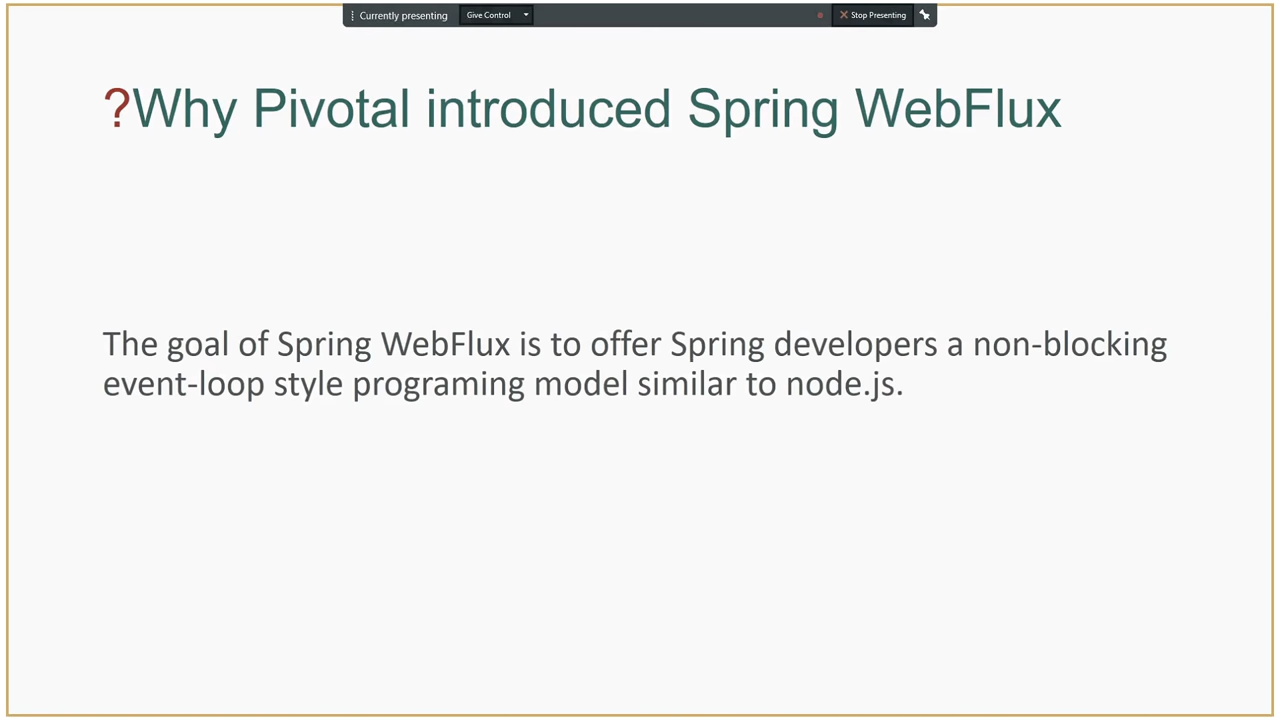 Currently presenting
Give Control
Stop Presenting
?Why Pivotal introduced Spring WebFlux
The goal of Spring WebFlux is to offer Spring developers a non-blocking
event-loop style programing model similar to node.js.